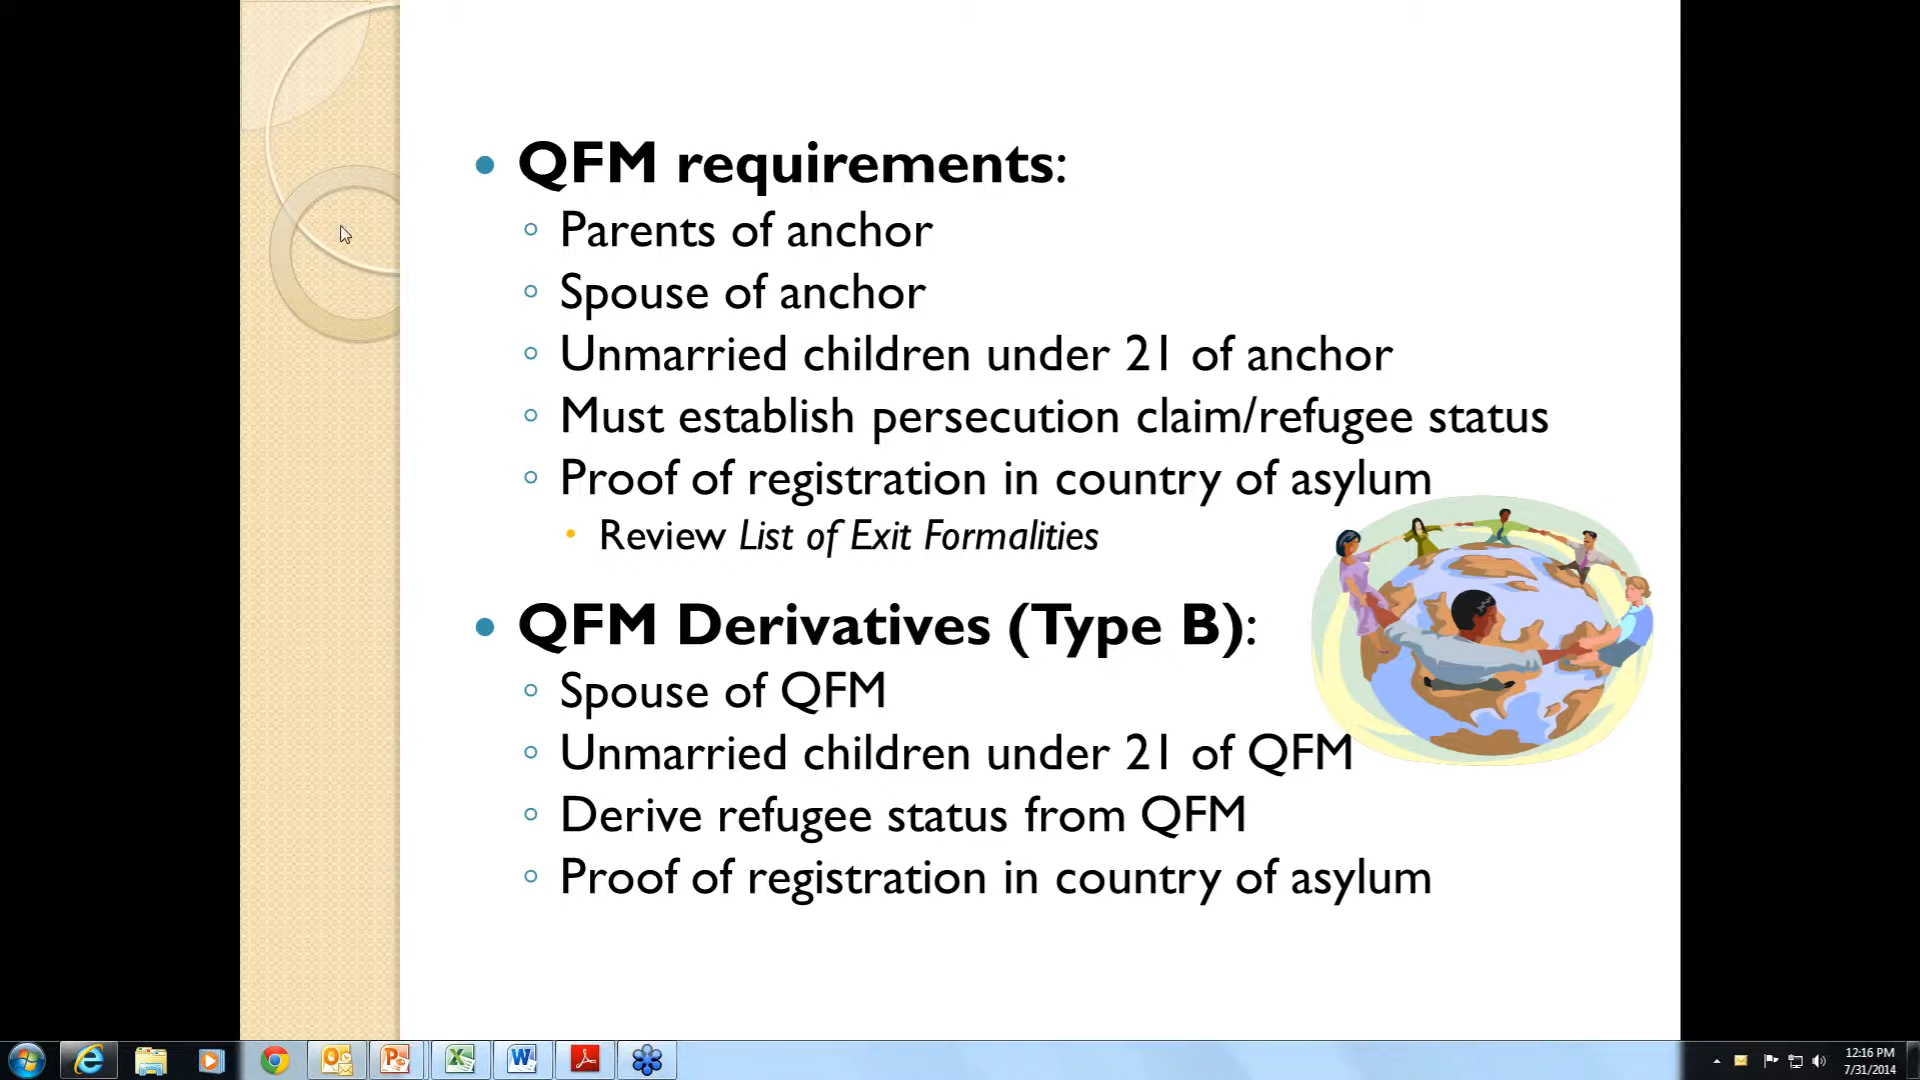 QFM requirements:
Parents of anchor
Spouse of anchor
Unmarried children under 21 of anchor
Must establish persecution claim/refugee status
Proof of registration in country of asylum
Review List of Exit Formalities
QFM Derivatives (Type B):
Spouse of QFM
Unmarried children under 21 of QFM
Derive refugee status from QFM
Proof of registration in country of asylum
12:16 PM
7/31/2014